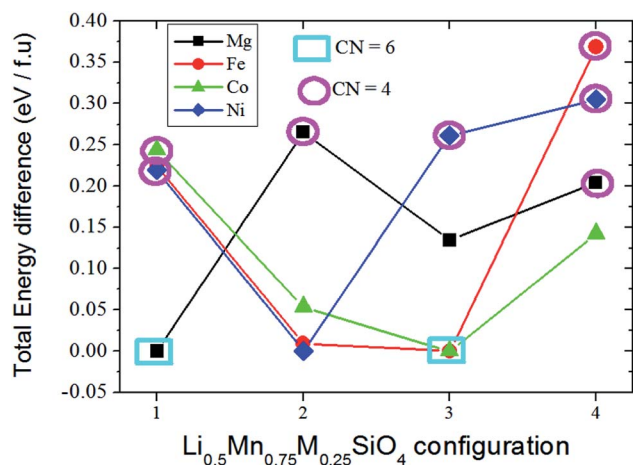 Total Energy difference (eV / f.u)
0.40
0.35
0.30
0.25
0.20
0.15
0.10
0.05
0.00
-0.05
Mg
Fe
Co
Ni
CN = 6
CN = 4
1 2 3 4
Li0.5Mn0.75M0.25SiO4 configuration